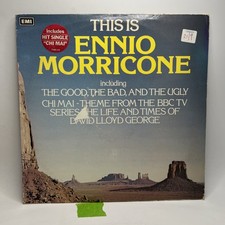 EMI
THIS IS
ENNIO
MORRICONE
Includes
HIT SINGLE
"CHI MAI"
including
THE GOOD, THE BAD, AND THE UGLY
CHI MAI - THEME FROM THE BBC TV
SERIES THE LIFE AND TIMES OF
DAVID LLOYD GEORGE